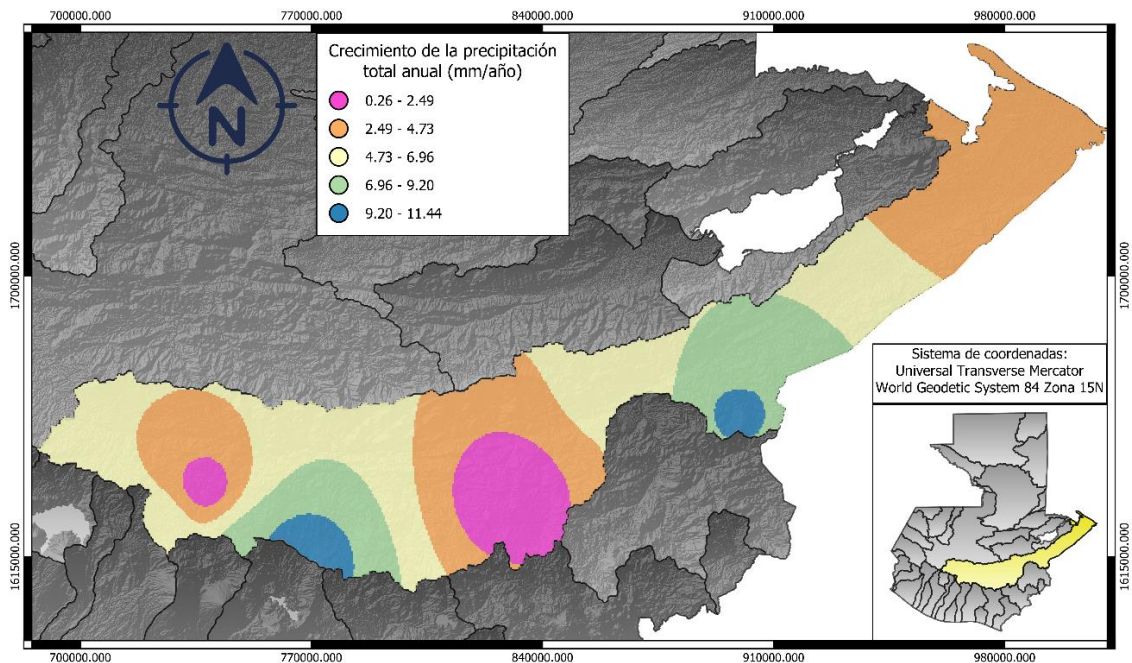 700000.000 770000.000 840000.000 910000.000 980000.000
Crecimiento de la precipitación
total anual (mm/año)
0.26 - 2.49
2.49 - 4.73
4.73 - 6.96
6.96 - 9.20
9.20 - 11.44
N
1700000.000 1700000.000
Sistema de coordenadas:
Universal Transverse Mercator
World Geodetic System 84 Zona 15N
1615000.000 1615000.000
700000.000 770000.000 840000.000 910000.000 980000.000